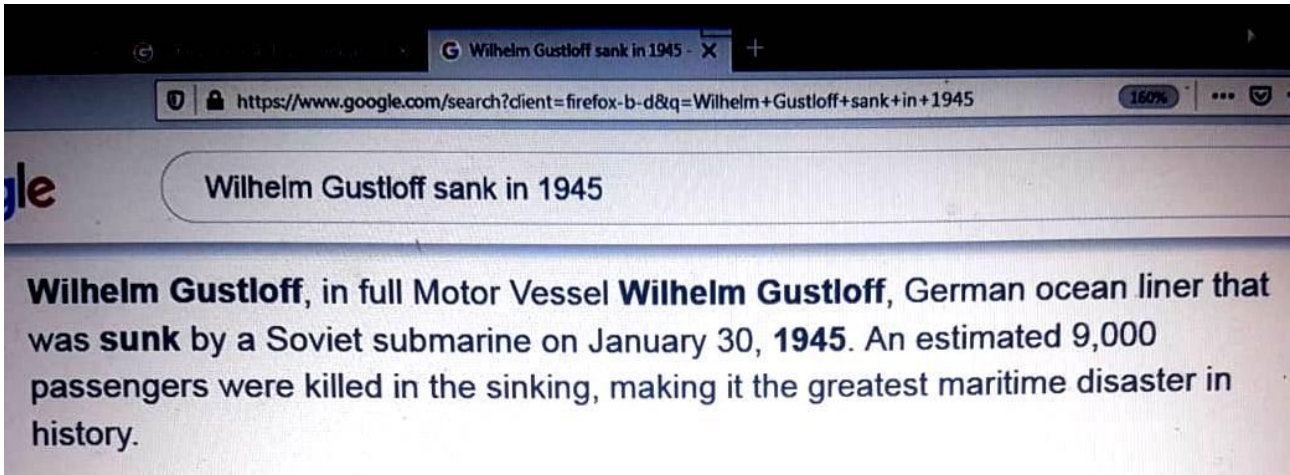 G Wilhelm Gustloff sank in 1945 -
https://www.google.com/search?client=firefox-b-d&q=Wilhelm+Gustloff+sank+in+1945 160%
gle
Wilhelm Gustloff sank in 1945
Wilhelm Gustloff, in full Motor Vessel Wilhelm Gustloff, German ocean liner that
was sunk by a Soviet submarine on January 30, 1945. An estimated 9,000
passengers were killed in the sinking, making it the greatest maritime disaster in
history.